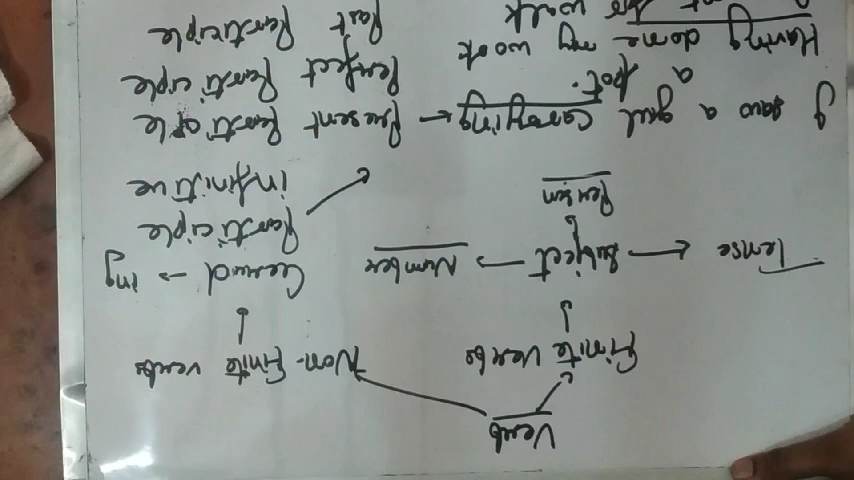 Verb
Finite verbs Non-finite verbs
Tense ← Subject → Number Gerund → ing
Person Participle
infinitive
I saw a girl carrying ← Present Participle
a pot. Perfect Participle
Having done my work Past Participle